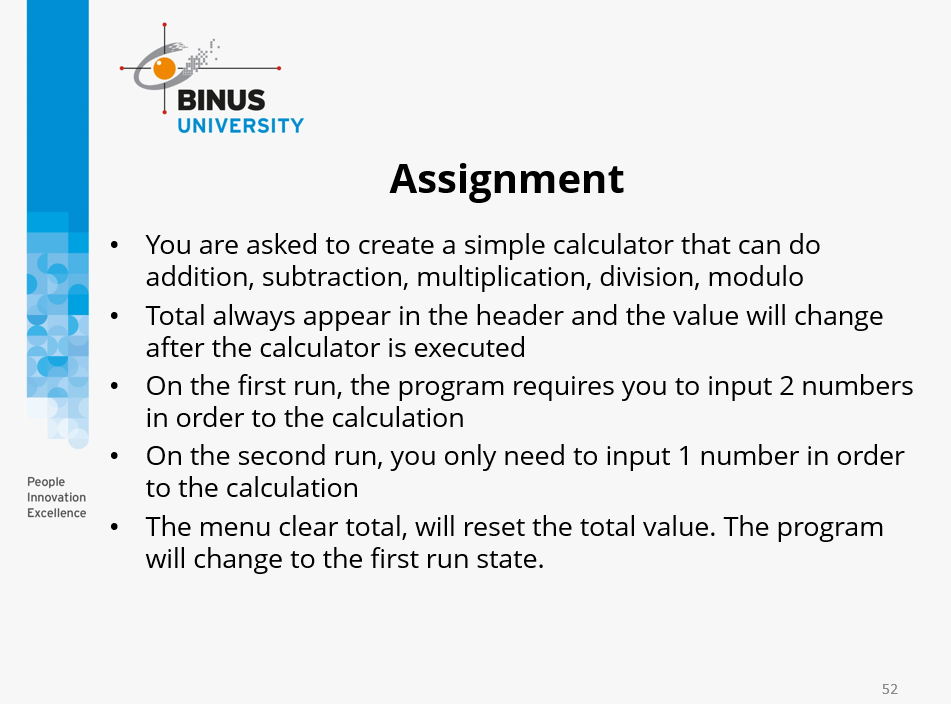 BINUS
UNIVERSITY
Assignment
• You are asked to create a simple calculator that can do
addition, subtraction, multiplication, division, modulo
• Total always appear in the header and the value will change
after the calculator is executed
• On the first run, the program requires you to input 2 numbers
in order to the calculation
• On the second run, you only need to input 1 number in order
to the calculation
• The menu clear total, will reset the total value. The program
will change to the first run state.
People
Innovation
Excellence
52